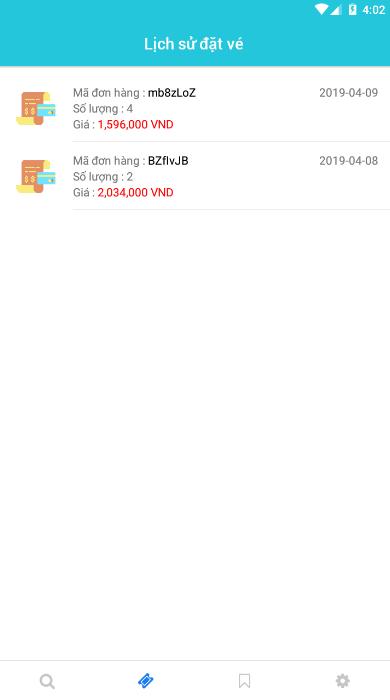 4:02
Lịch sử đặt vé
Mã đơn hàng : mb8zLoZ 2019-04-09
Số lượng : 4
Giá : 1,596,000 VND
Mã đơn hàng : BZfIvJB 2019-04-08
Số lượng : 2
Giá : 2,034,000 VND